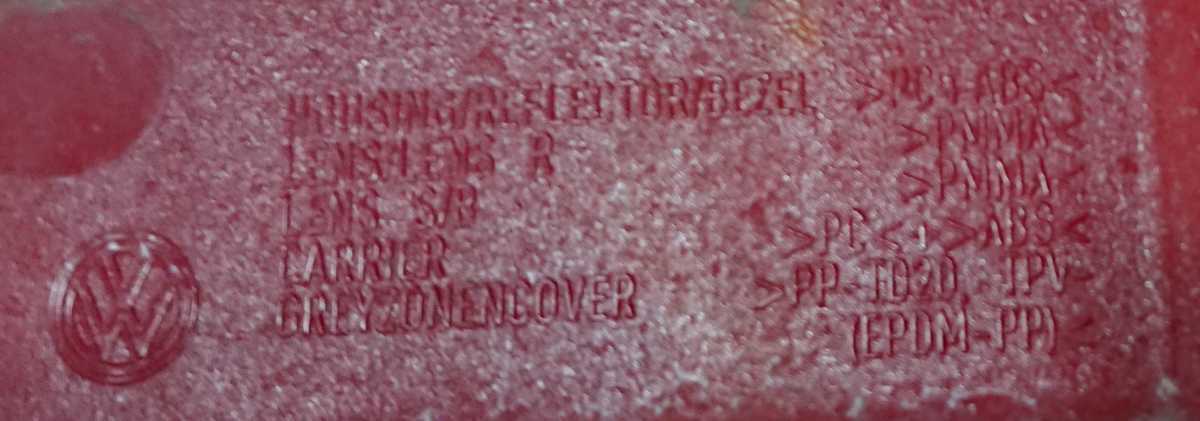 HOUSING/REFLECTOR/BEZEL >PC+ABS<
LENS/LENS R >PMMA<
LENS S/R >PMMA<
CARRIER >PC<+>ABS<
GREYZONENCOVER >PP-TD20,-TPV
(EPDM-PP)<